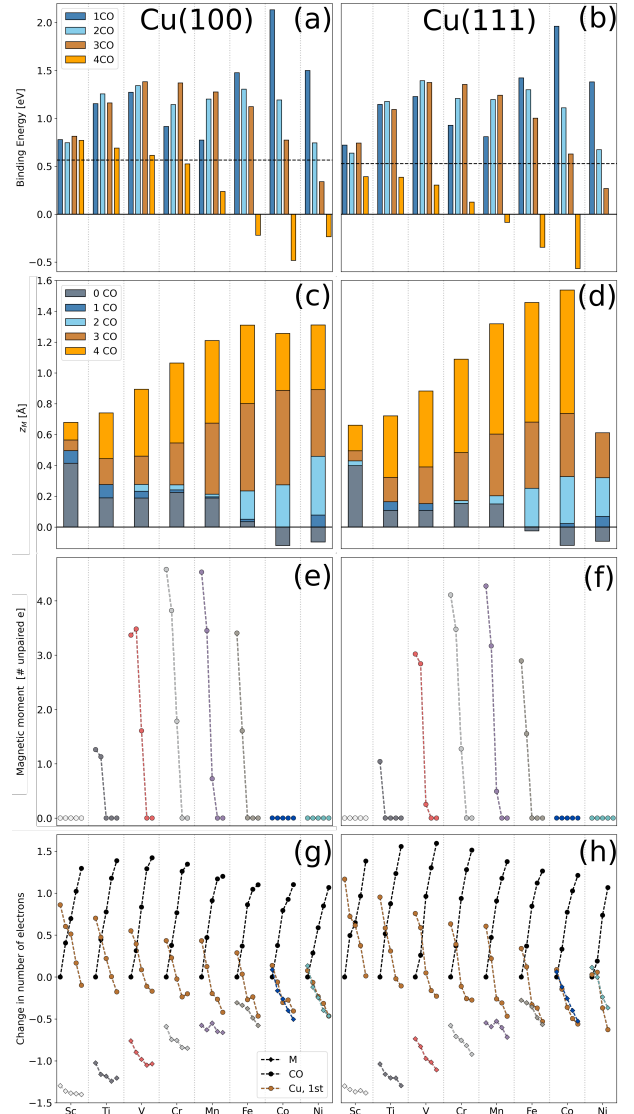 Cu(100)
(a)
1CO
2CO
3CO
4CO
Binding Energy [eV]
2.0
1.5
1.0
0.5
0.0
−0.5
Cu(111)
(b)
(c)
0 CO
1 CO
2 CO
3 CO
4 CO
z_M [Å]
1.6
1.4
1.2
1.0
0.8
0.6
0.4
0.2
0.0
(d)
(e)
Magnetic moment [# unpaired e]
4.0
3.0
2.0
1.0
0.0
(f)
(g)
Change in number of electrons
1.5
1.0
0.5
0.0
−0.5
−1.0
−1.5
M
CO
Cu, 1st
Sc Ti V Cr Mn Fe Co Ni
(h)
Sc Ti V Cr Mn Fe Co Ni